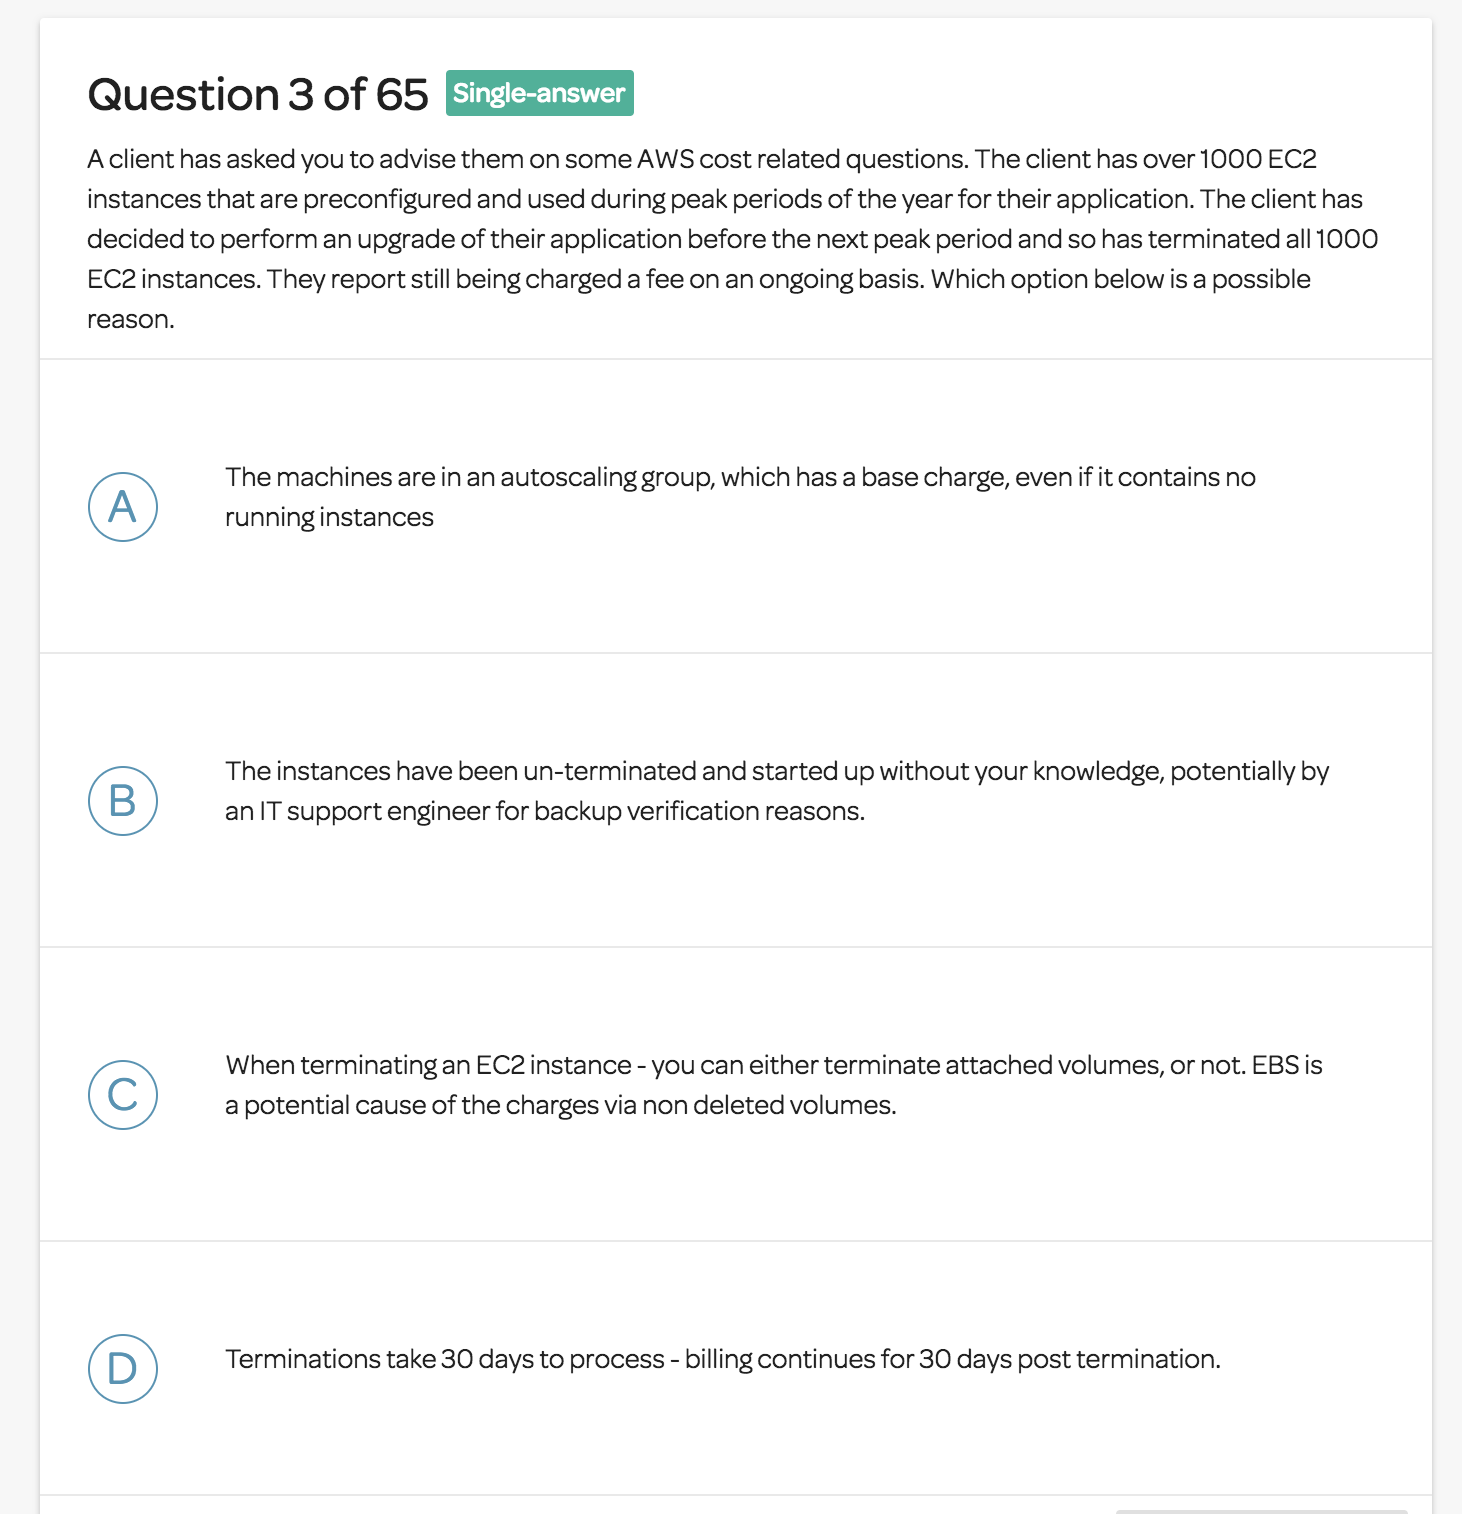 Question 3 of 65 Single-answer
A client has asked you to advise them on some AWS cost related questions. The client has over 1000 EC2
instances that are preconfigured and used during peak periods of the year for their application. The client has
decided to perform an upgrade of their application before the next peak period and so has terminated all 1000
EC2 instances. They report still being charged a fee on an ongoing basis. Which option below is a possible
reason.
A
The machines are in an autoscaling group, which has a base charge, even if it contains no
running instances
B
The instances have been un-terminated and started up without your knowledge, potentially by
an IT support engineer for backup verification reasons.
C
When terminating an EC2 instance - you can either terminate attached volumes, or not. EBS is
a potential cause of the charges via non deleted volumes.
D
Terminations take 30 days to process - billing continues for 30 days post termination.